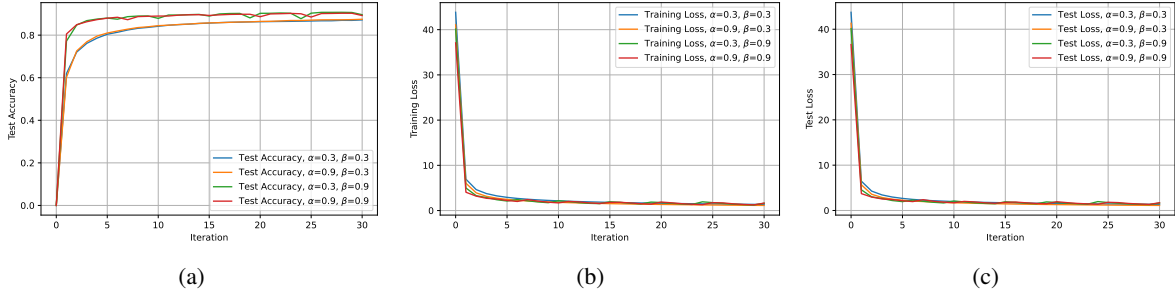 Test Accuracy
0.8
0.6
0.4
0.2
0.0
Test Accuracy, α=0.3, β=0.3
Test Accuracy, α=0.9, β=0.3
Test Accuracy, α=0.3, β=0.9
Test Accuracy, α=0.9, β=0.9
0 5 10 15 20 25 30
Iteration
(a)
Training Loss
40
30
20
10
0
Training Loss, α=0.3, β=0.3
Training Loss, α=0.9, β=0.3
Training Loss, α=0.3, β=0.9
Training Loss, α=0.9, β=0.9
0 5 10 15 20 25 30
Iteration
(b)
Test Loss
40
30
20
10
0
Test Loss, α=0.3, β=0.3
Test Loss, α=0.9, β=0.3
Test Loss, α=0.3, β=0.9
Test Loss, α=0.9, β=0.9
0 5 10 15 20 25 30
Iteration
(c)